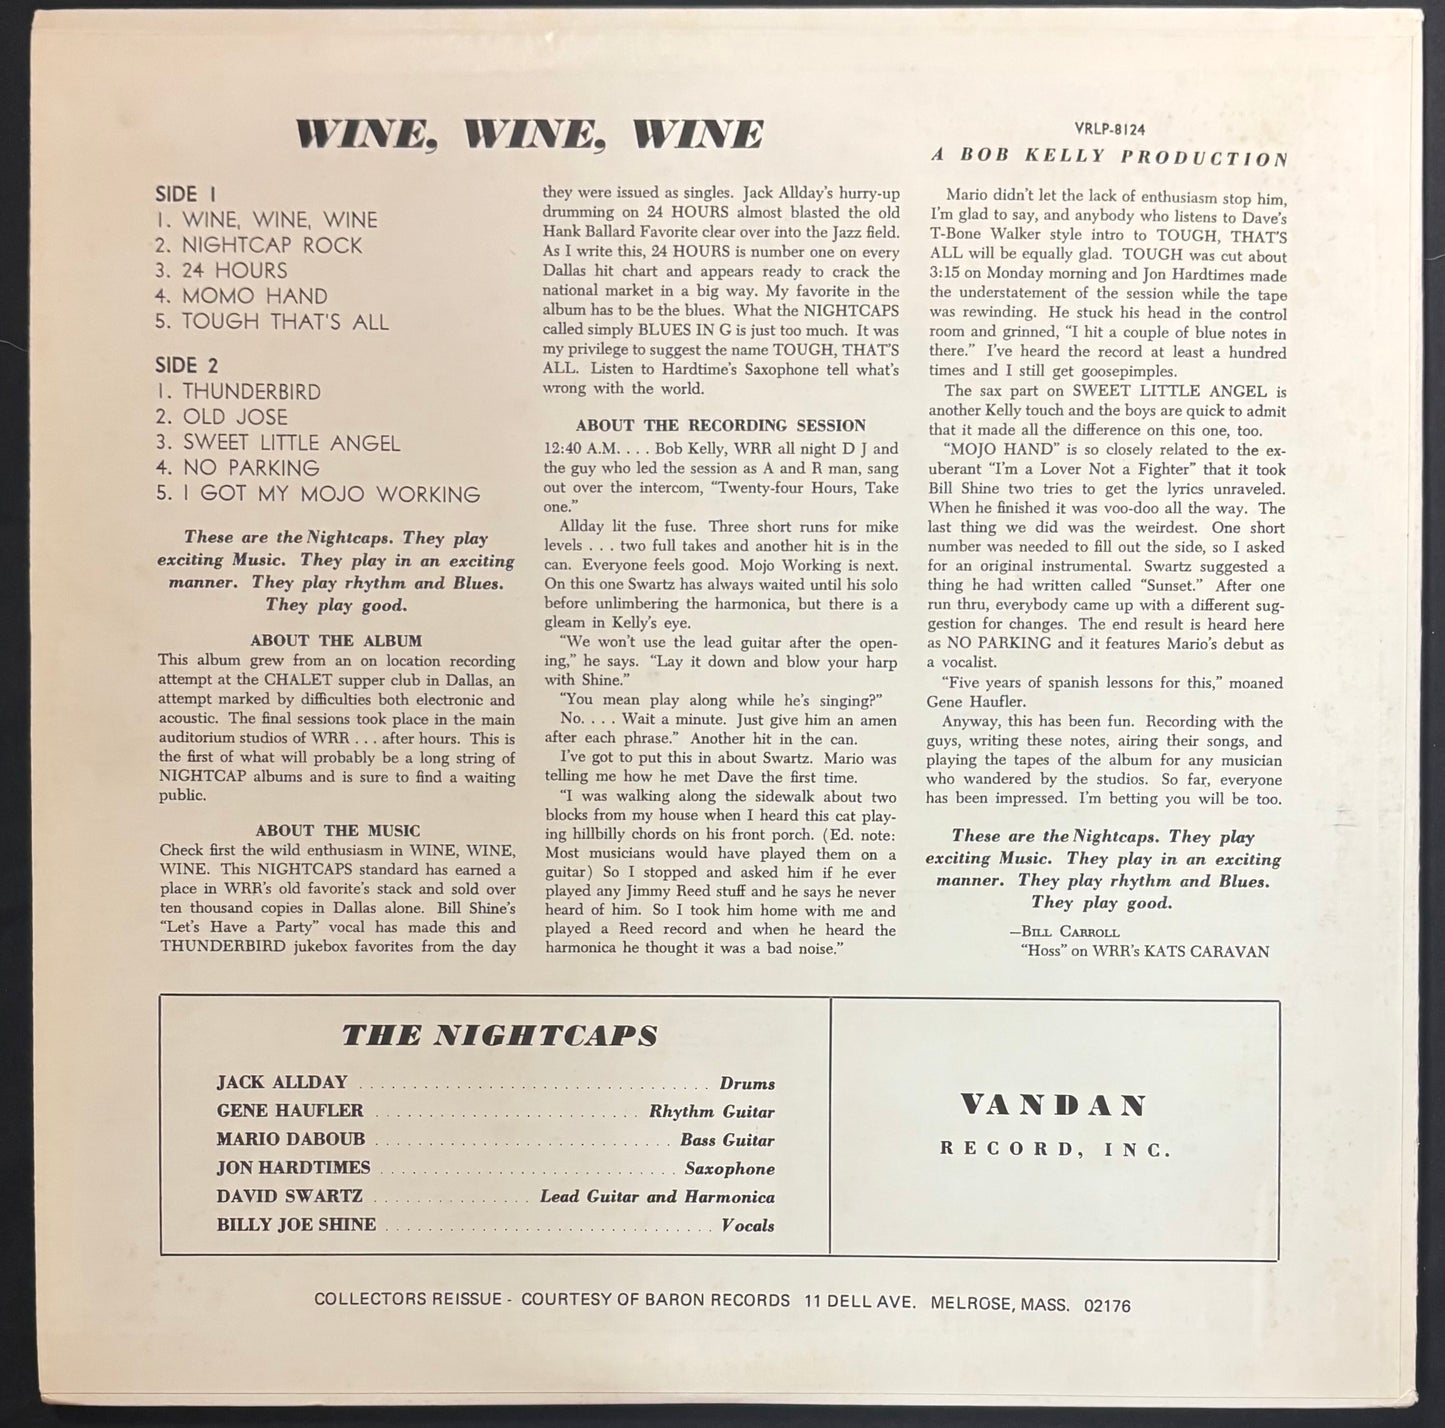 WINE, WINE, WINE
VRLP-8124
A BOB KELLY PRODUCTION
SIDE 1
1. WINE, WINE, WINE
2. NIGHTCAP ROCK
3. 24 HOURS
4. MOMO HAND
5. TOUGH THAT'S ALL
SIDE 2
1. THUNDERBIRD
2. OLD JOSE
3. SWEET LITTLE ANGEL
4. NO PARKING
5. I GOT MY MOJO WORKING
These are the Nightcaps. They play
exciting Music. They play in an exciting
manner. They play rhythm and Blues.
They play good.
ABOUT THE ALBUM
This album grew from an on location recording
attempt at the CHALET supper club in Dallas, an
attempt marked by difficulties both electronic and
acoustic. The final sessions took place in the main
auditorium studios of WRR . . . after hours. This is
the first of what will probably be a long string of
NIGHTCAP albums and is sure to find a waiting
public.
ABOUT THE MUSIC
Check first the wild enthusiasm in WINE, WINE,
WINE. This NIGHTCAPS standard has earned a
place in WRR's old favorite's stack and sold over
ten thousand copies in Dallas alone. Bill Shine's
"Let's Have a Party" vocal has made this and
THUNDERBIRD jukebox favorites from the day
they were issued as singles. Jack Allday's hurry-up
drumming on 24 HOURS almost blasted the old
Hank Ballard Favorite clear over into the Jazz field.
As I write this, 24 HOURS is number one on every
Dallas hit chart and appears ready to crack the
national market in a big way. My favorite in the
album has to be the blues. What the NIGHTCAPS
called simply BLUES IN G is just too much. It was
my privilege to suggest the name TOUGH, THAT'S
ALL. Listen to Hardtime's Saxophone tell what's
wrong with the world.
ABOUT THE RECORDING SESSION
12:40 A.M. . . . Bob Kelly, WRR all night D J and
the guy who led the session as A and R man, sang
out over the intercom, "Twenty-four Hours, Take
one."
Allday lit the fuse. Three short runs for mike
levels . . . two full takes and another hit is in the
can. Everyone feels good. Mojo Working is next.
On this one Swartz has always waited until his solo
before unlimbering the harmonica, but there is a
gleam in Kelly's eye.
"We won't use the lead guitar after the open-
ing," he says. "Lay it down and blow your harp
with Shine."
"You mean play along while he's singing?"
No. . . . Wait a minute. Just give him an amen
after each phrase." Another hit in the can.
I've got to put this in about Swartz. Mario was
telling me how he met Dave the first time.
"I was walking along the sidewalk about two
blocks from my house when I heard this cat play-
ing hillbilly chords on his front porch. (Ed. note:
Most musicians would have played them on a
guitar) So I stopped and asked him if he ever
played any Jimmy Reed stuff and he says he never
heard of him. So I took him home with me and
played a Reed record and when he heard the
harmonica he thought it was a bad noise."
Mario didn't let the lack of enthusiasm stop him,
I'm glad to say, and anybody who listens to Dave's
T-Bone Walker style intro to TOUGH, THAT'S
ALL will be equally glad. TOUGH was cut about
3:15 on Monday morning and Jon Hardtimes made
the understatement of the session while the tape
was rewinding. He stuck his head in the control
room and grinned, "I hit a couple of blue notes in
there." I've heard the record at least a hundred
times and I still get goosepimples.
The sax part on SWEET LITTLE ANGEL is
another Kelly touch and the boys are quick to admit
that it made all the difference on this one, too.
"MOJO HAND" is so closely related to the ex-
uberant "I'm a Lover Not a Fighter" that it took
Bill Shine two tries to get the lyrics unraveled.
When he finished it was voo-doo all the way. The
last thing we did was the weirdest. One short
number was needed to fill out the side, so I asked
for an original instrumental. Swartz suggested a
thing he had written called "Sunset." After one
run thru, everybody came up with a different sug-
gestion for changes. The end result is heard here
as NO PARKING and it features Mario's debut as
a vocalist.
"Five years of spanish lessons for this," moaned
Gene Haufler.
Anyway, this has been fun. Recording with the
guys, writing these notes, airing their songs, and
playing the tapes of the album for any musician
who wandered by the studios. So far, everyone
has been impressed. I'm betting you will be too.
These are the Nightcaps. They play
exciting Music. They play in an exciting
manner. They play rhythm and Blues.
They play good.
—BILL CARROLL
"Hoss" on WRR's KATS CARAVAN
THE NIGHTCAPS
JACK ALLDAY . . . . . . . . . . Drums
GENE HAUFLER . . . . . . . . . . Rhythm Guitar
MARIO DABOUB . . . . . . . . . . Bass Guitar
JON HARDTIMES . . . . . . . . . . Saxophone
DAVID SWARTZ . . . . . . . . . . Lead Guitar and Harmonica
BILLY JOE SHINE . . . . . . . . . . Vocals
VANDAN
RECORD, INC.
COLLECTORS REISSUE - COURTESY OF BARON RECORDS 11 DELL AVE. MELROSE, MASS. 02176